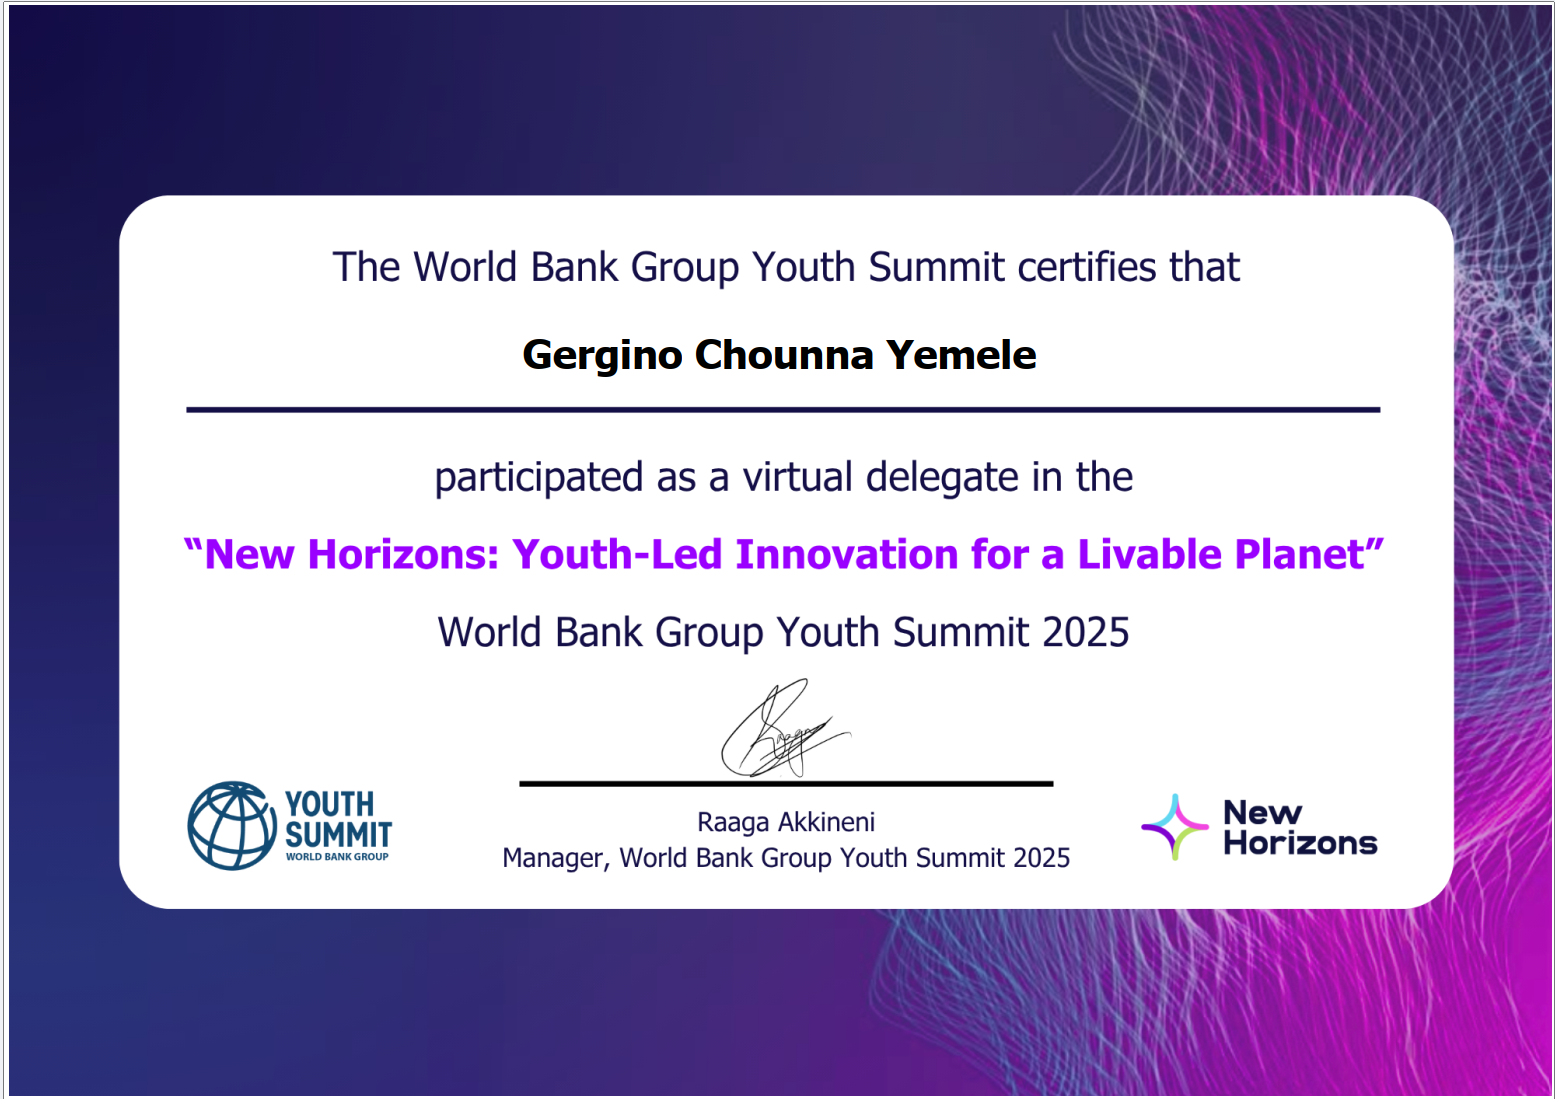 The World Bank Group Youth Summit certifies that
Gergino Chounna Yemele
participated as a virtual delegate in the
“New Horizons: Youth-Led Innovation for a Livable Planet”
World Bank Group Youth Summit 2025
Raaga Akkineni
Manager, World Bank Group Youth Summit 2025
YOUTH
SUMMIT
WORLD BANK GROUP
New
Horizons